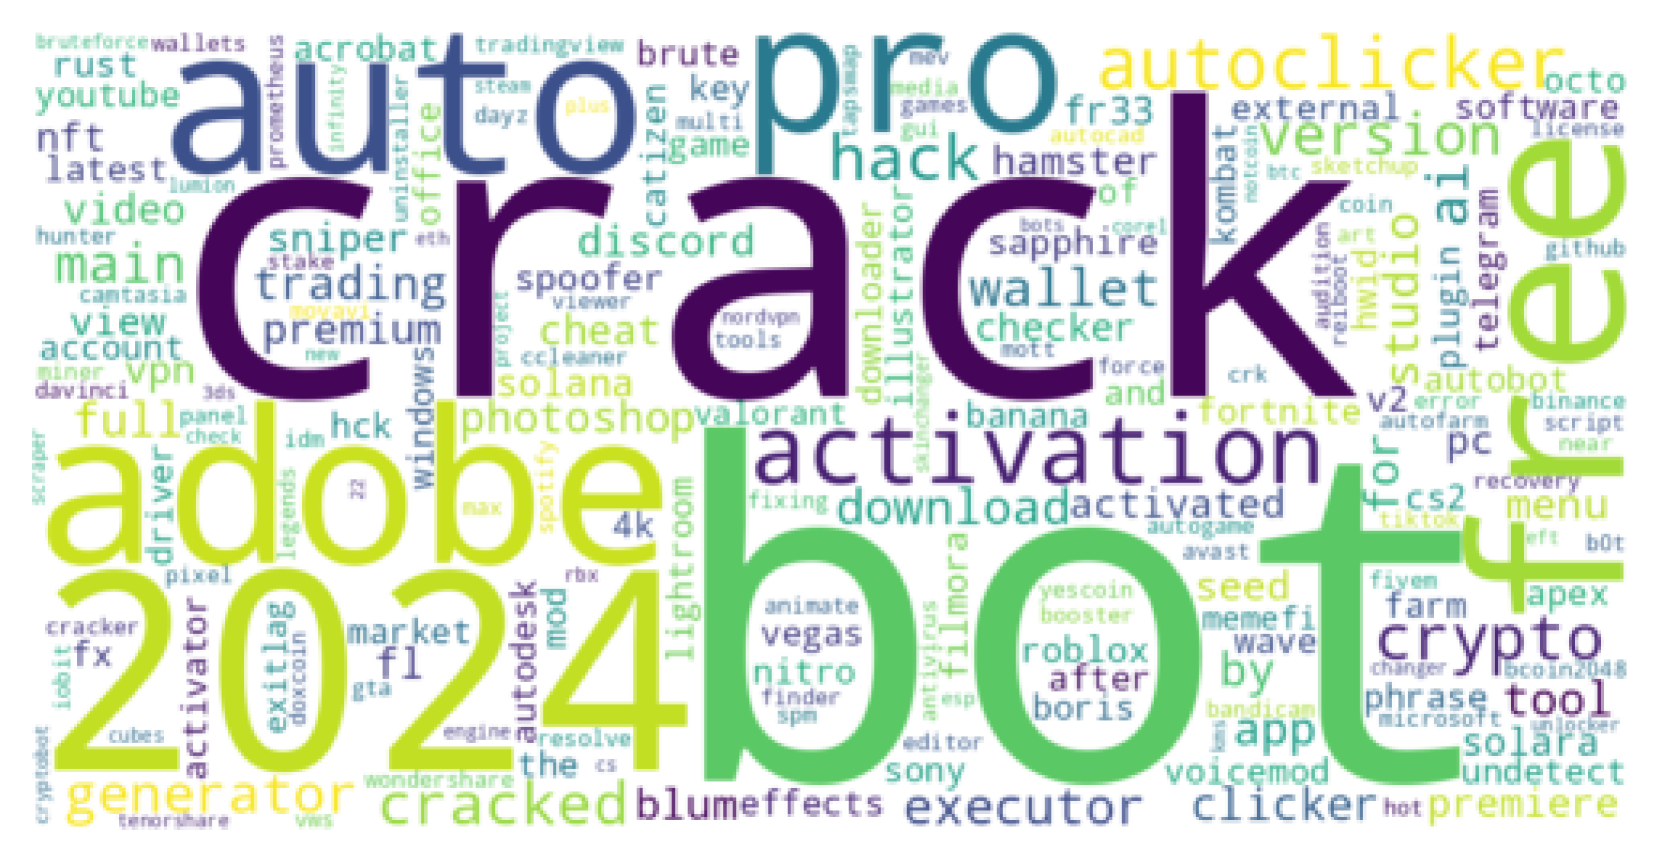 bruteforce
wallets
rust
youtube
nft
latest
lumion
video
hunter
main
camtasia
view
account
miner
vpn
davinci
3ds
prometheus
acrobat
infinity
uninstaller
office
auto
tradingview
steam
dayz
plus
catizen
brute
key
multi
game
pro
tapsmap
mev
media
games
gui
hack
autoclicker
fr33
autocad
hamster
of
external
version
btc
sketchup
notcoin
kombat
octo
software
license
free
crack
sniper
stake
eth
trading
movavi
premium
new
project
discord
spoofer
viewer
cheat
ccleaner
solana
nordvpn
tools
downloader
illustrator
bots
corel
sapphire
wallet
checker
mott
force
and
crk
audition
reiboot
coin
art
hwid
studio
plugin
ai
telegram
github
autobot
v2
error
autofarm
binance
script
near
pc
full
panel
check
idm
hck
windows
photoshop
valorant
skinchanger
banana
fortnite
adobe
scraper
driver
22
legends
max
spotify
4k
fixing
activation
download
activated
for
cs2
tiktok
recovery
menu
eft
b0t
autogame
avast
2024
pixel
cracker
fx
iobit
activator
exitlag
doxcoin
market
fl
gta
cubes
engine
autodesk
rbx
mod
resolve
the
cs
lightroom
bot
animate
vegas
nitro
finder
spm
antivirus
filmora
esp
editor
yescoin
booster
roblox
after
boris
seed
memefi
wave
by
bandicam
kms
app
fivem
farm
apex
crypto
changer
bcoin2048
phrase
tool
microsoft
unlocker
solara
undetect
cryptobot
generator
tenorshare
vws
wondershare
cracked
blum
effects
sony
executor
voicemod
clicker
hot
premiere